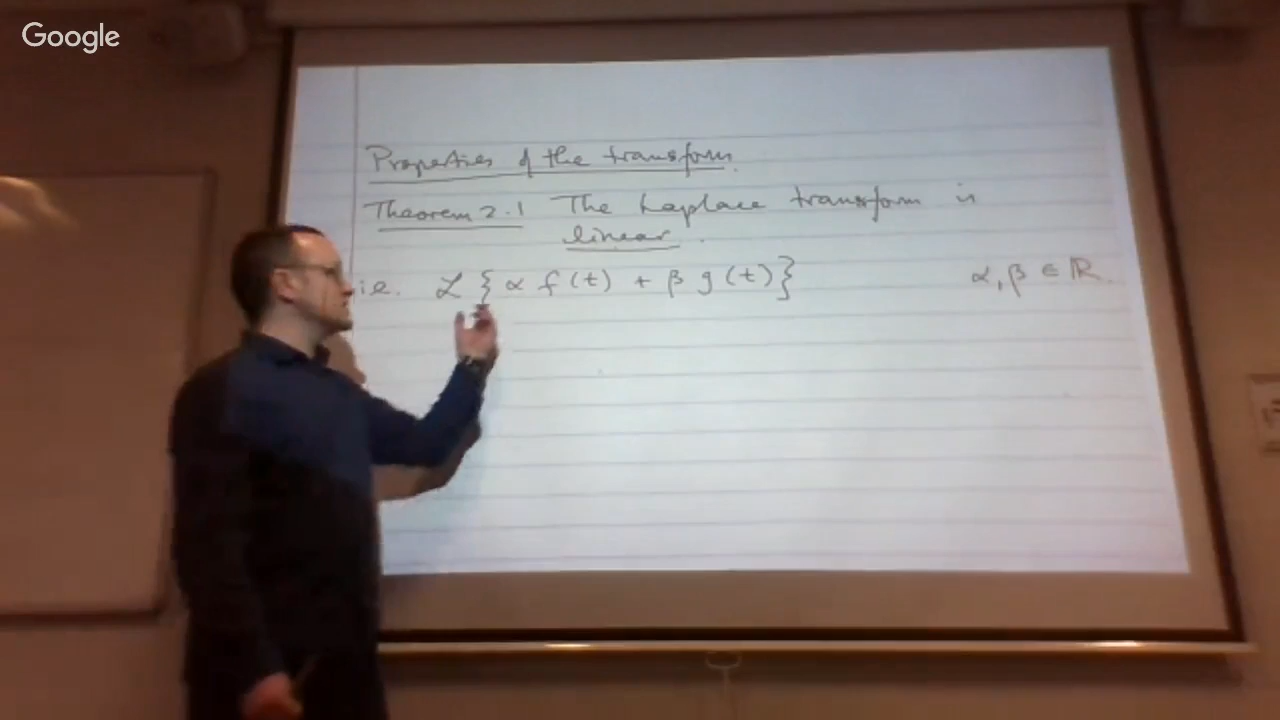 Google
Properties of the transform.
Theorem 2.1 The Laplace transform is
linear.
i.e. ℒ { α f(t) + β g(t) } α, β ∈ ℝ.